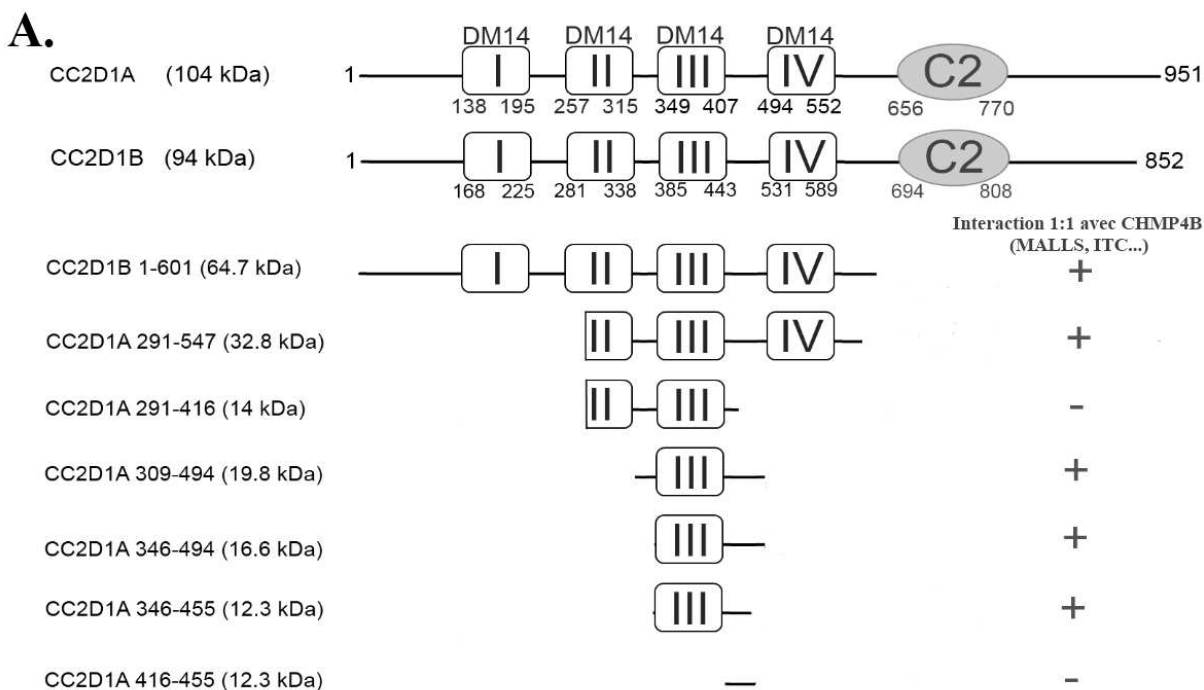 A.
DM14 DM14 DM14 DM14
CC2D1A (104 kDa) 1 I II III IV C2 951
138 195 257 315 349 407 494 552 656 770
CC2D1B (94 kDa) 1 I II III IV C2 852
168 225 281 338 385 443 531 589 694 808
Interaction 1:1 avec CHMP4B
(MALLS, ITC...)
CC2D1B 1-601 (64.7 kDa) I II III IV +
CC2D1A 291-547 (32.8 kDa) II III IV +
CC2D1A 291-416 (14 kDa) II III -
CC2D1A 309-494 (19.8 kDa) III +
CC2D1A 346-494 (16.6 kDa) III +
CC2D1A 346-455 (12.3 kDa) III +
CC2D1A 416-455 (12.3 kDa) -